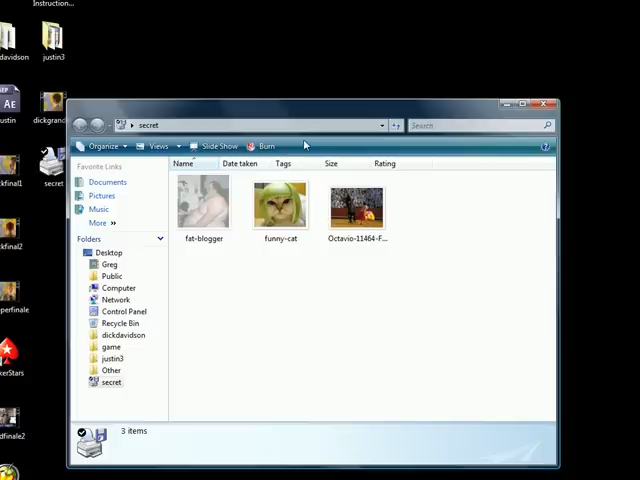 Instruction...
davidson
justin3
AE
ustin
dickgrand
kfinal1
secret
kfinal2
perfinale
kerStars
dfinale2
secret
Search
Organize
Views
Slide Show
Burn
Favorite Links
Documents
Pictures
Music
More »
Folders
Desktop
Greg
Public
Computer
Network
Control Panel
Recycle Bin
dickdavidson
game
justin3
Other
secret
Name
Date taken
Tags
Size
Rating
fat-blogger
funny-cat
Octavio-11464-F...
3 items